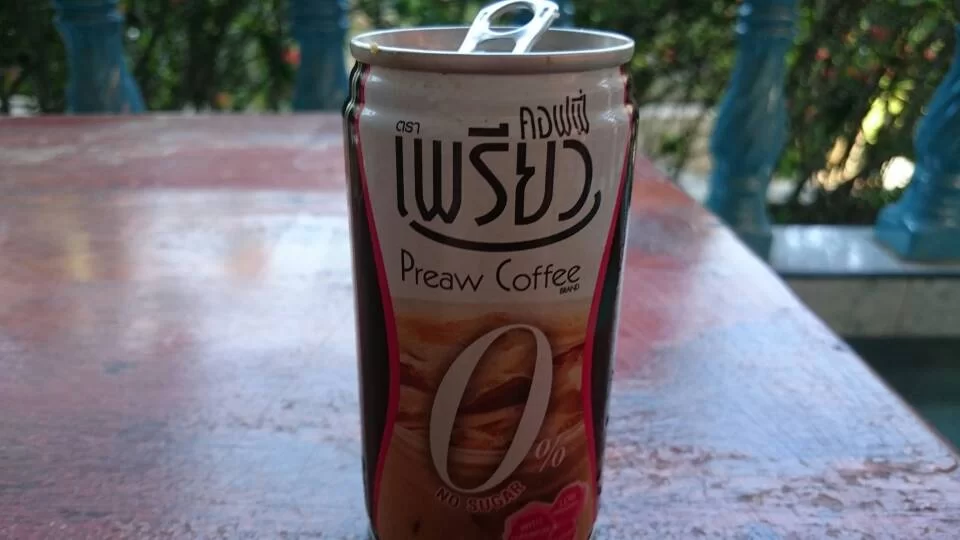 ตรา
คอฟฟี่
เพรียว
Preaw Coffee
BRAND
0%
NO SUGAR